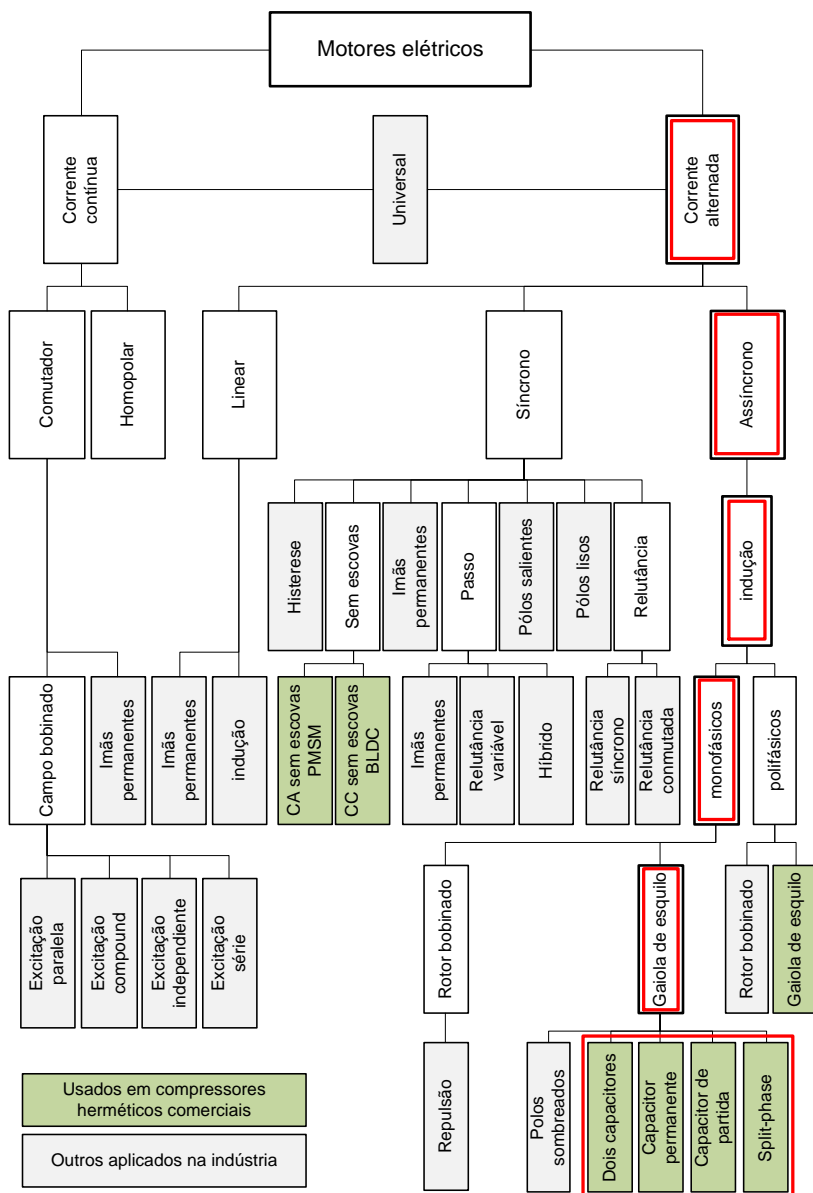 Motores elétricos
Corrente
contínua
Universal
Corrente
alternada
Comutador
Homopolar
Linear
Síncrono
Assíncrono
Histerese
Sem escovas
Imãs
permanentes
Passo
Pólos salientes
Pólos lisos
Relutância
indução
Campo bobinado
Imãs
permanentes
Imãs
permanentes
indução
CA sem escovas
PMSM
CC sem escovas
BLDC
Imãs
permanentes
Relutância
variável
Híbrido
Relutância
síncrono
Relutância
conmutada
monofásicos
polifásicos
Excitação
paralela
Excitação
compound
Excitação
independiente
Excitação
série
Rotor bobinado
Gaiola de esquilo
Rotor bobinado
Gaiola de esquilo
Repulsão
Polos
sombreados
Dois capacitores
Capacitor
permanente
Capacitor de
partida
Split-phase
Usados em compressores
herméticos comerciais
Outros aplicados na indústria